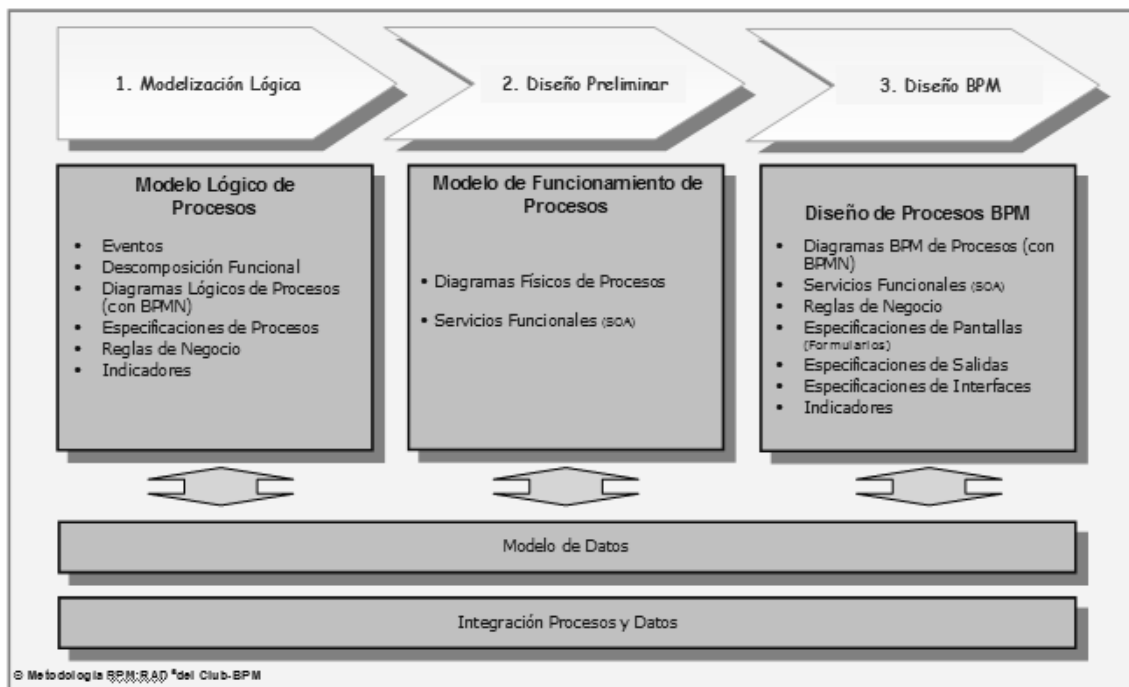 1. Modelización Lógica
2. Diseño Preliminar
3. Diseño BPM
Modelo Lógico de
Procesos
• Eventos
• Descomposición Funcional
• Diagramas Lógicos de Procesos
(con BPMN)
• Especificaciones de Procesos
• Reglas de Negocio
• Indicadores
Modelo de Funcionamiento de
Procesos
• Diagramas Físicos de Procesos
• Servicios Funcionales (SOA)
Diseño de Procesos BPM
• Diagramas BPM de Procesos (con
BPMN)
• Servicios Funcionales (SOA)
• Reglas de Negocio
• Especificaciones de Pantallas
(Formularios)
• Especificaciones de Salidas
• Especificaciones de Interfaces
• Indicadores
Modelo de Datos
Integración Procesos y Datos
© Metodología BPM:RAD® del Club-BPM